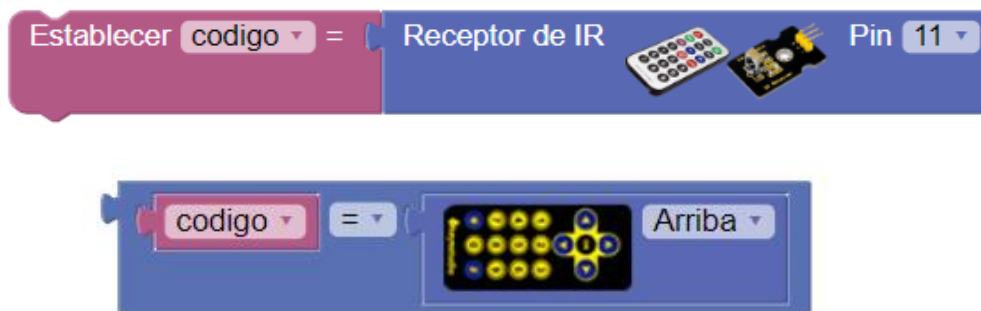 Establecer codigo = Receptor de IR Pin 11
codigo = Arriba